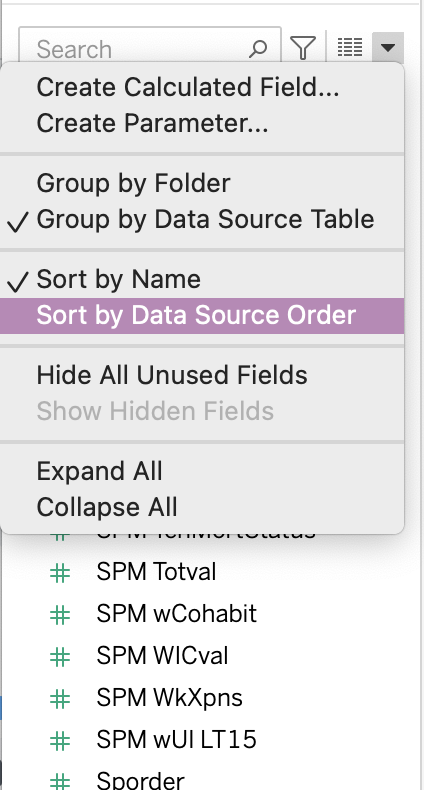 Search
Create Calculated Field...
Create Parameter...
Group by Folder
Group by Data Source Table
Sort by Name
Sort by Data Source Order
Hide All Unused Fields
Show Hidden Fields
Expand All
Collapse All
SPM TenMortStatus
SPM Totval
SPM wCohabit
SPM WICval
SPM WkXpns
SPM wUI LT15
Sporder